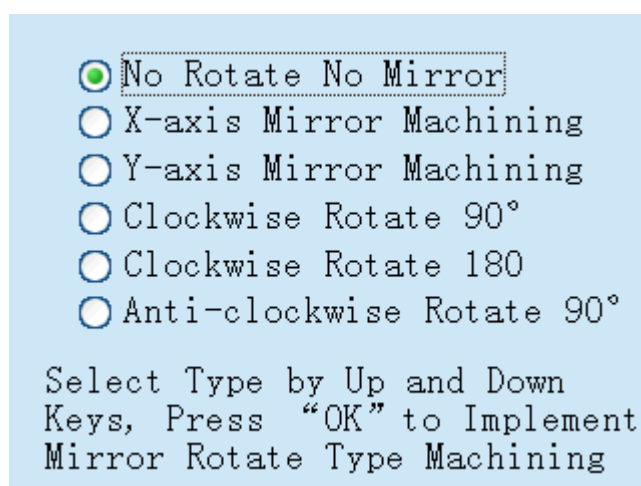 No Rotate No Mirror
X-axis Mirror Machining
Y-axis Mirror Machining
Clockwise Rotate 90°
Clockwise Rotate 180
Anti-clockwise Rotate 90°
Select Type by Up and Down
Keys, Press “OK” to Implement
Mirror Rotate Type Machining